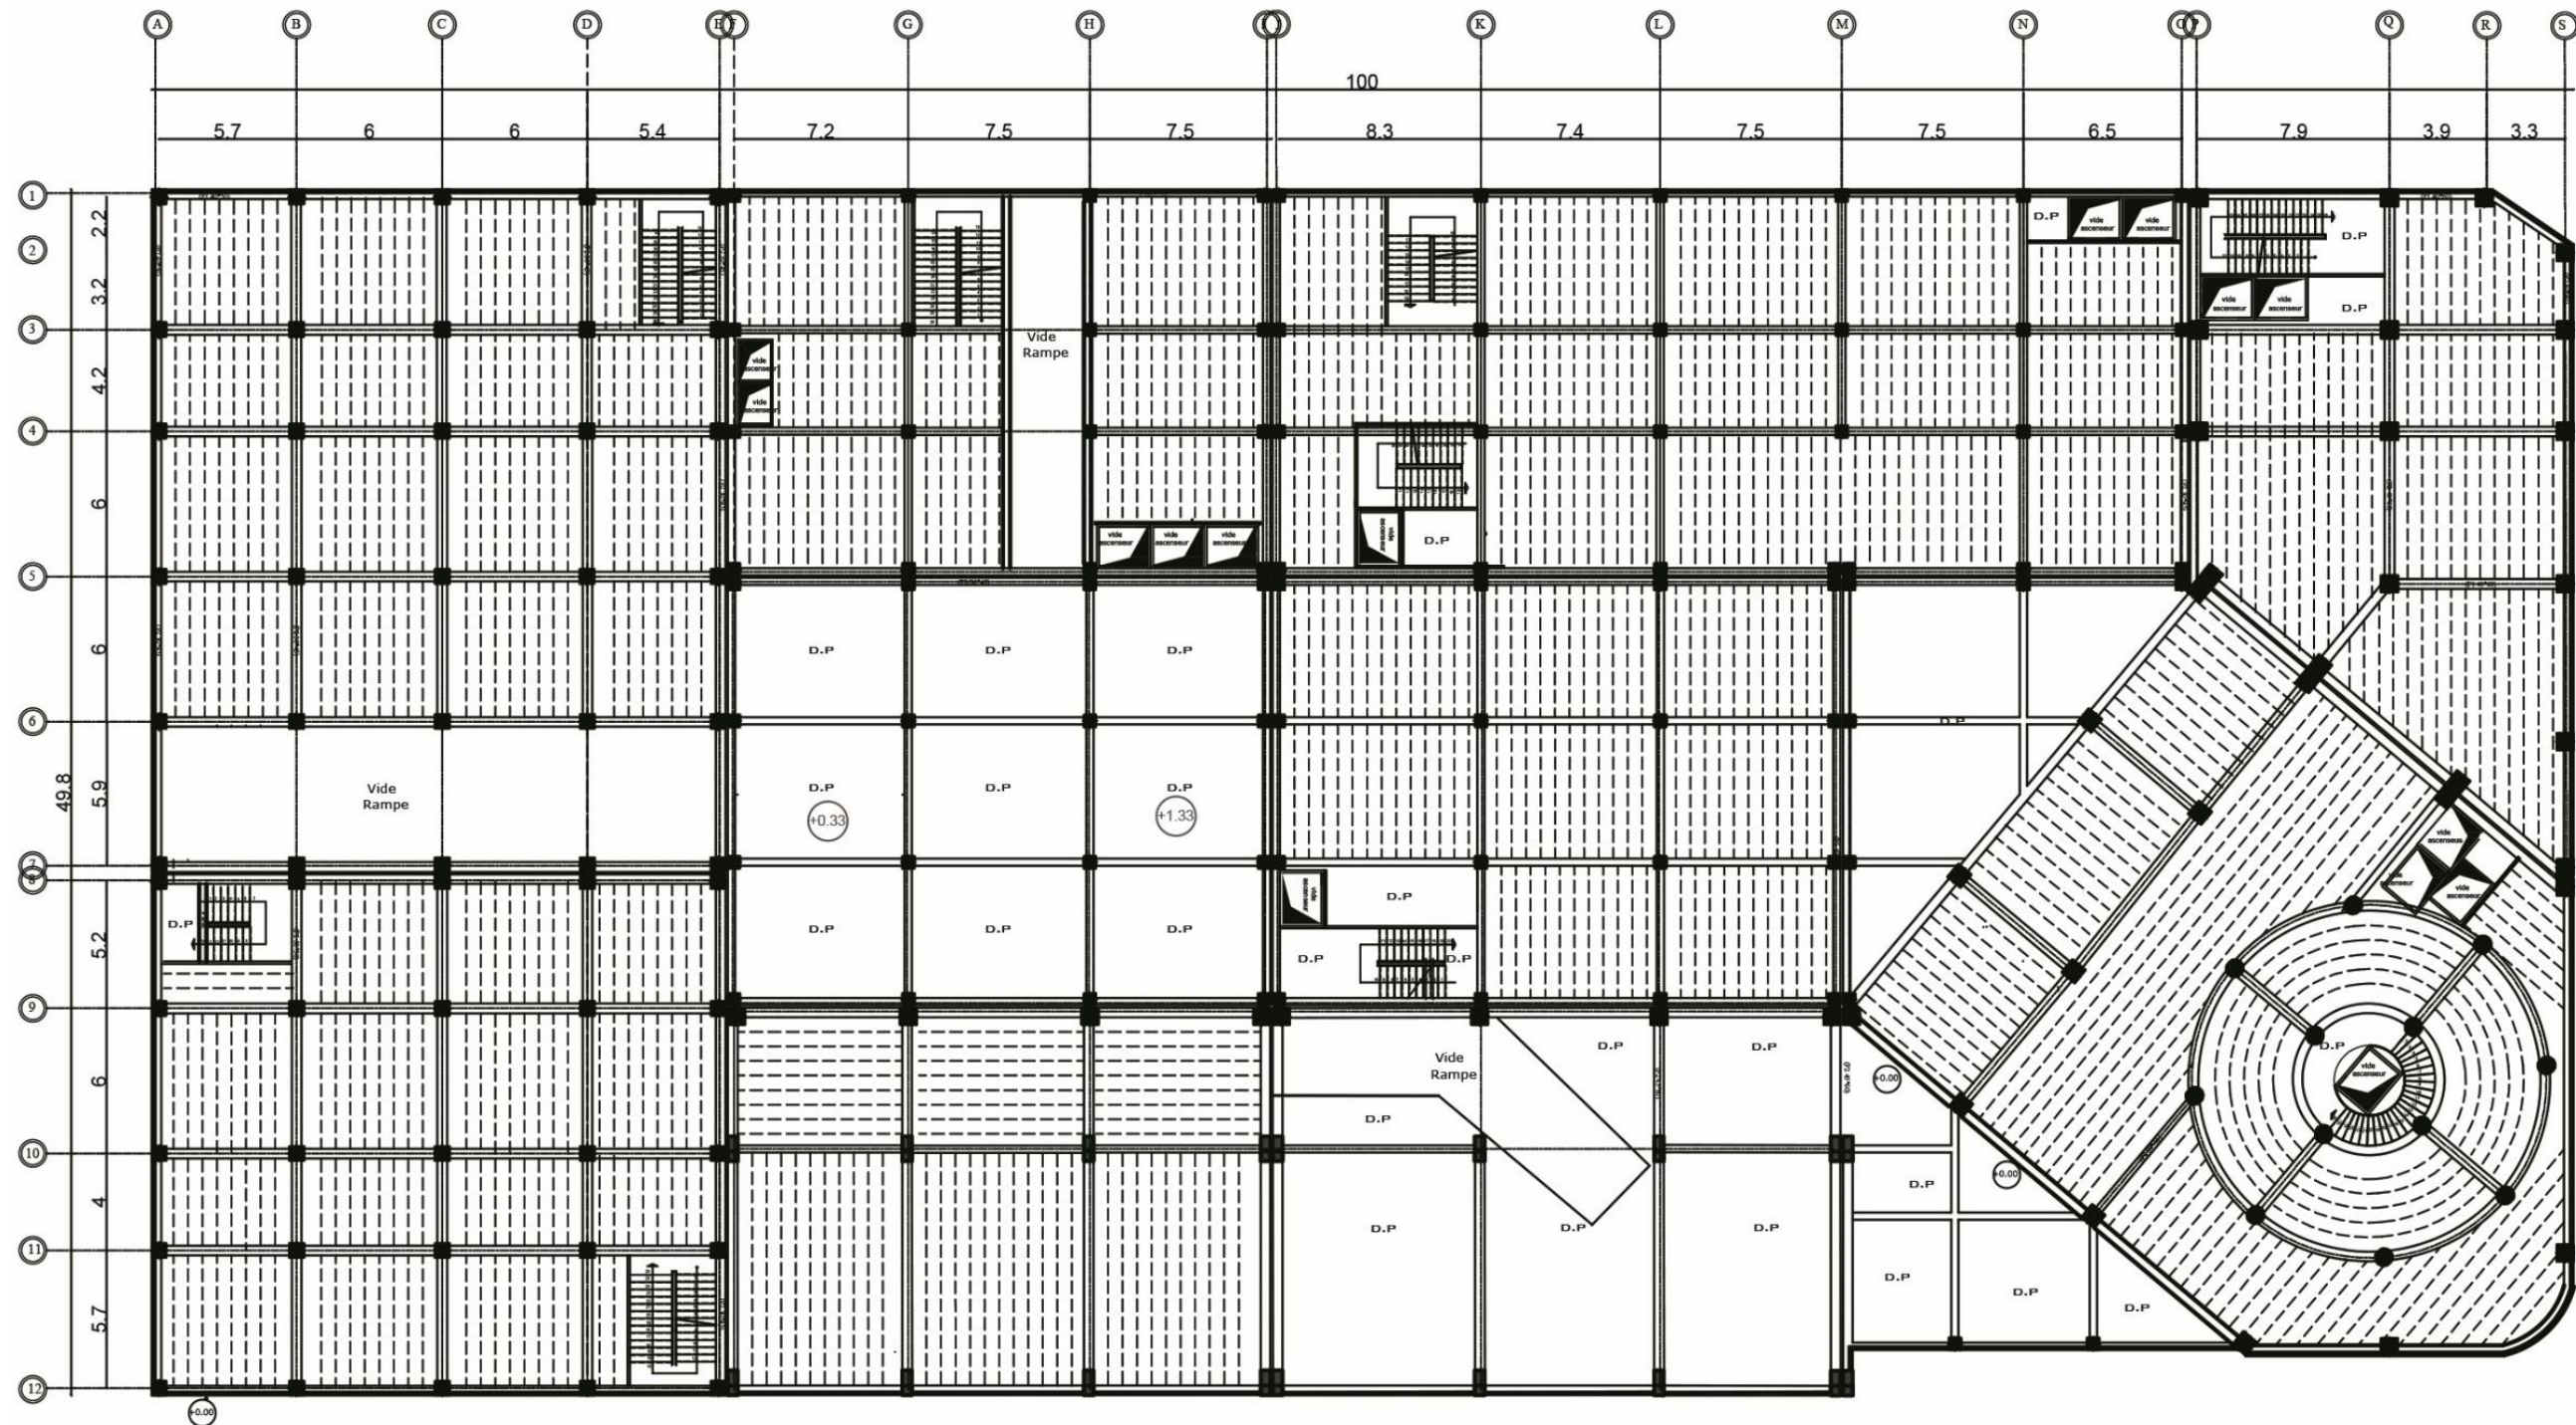 A B C D E F G H K L M N O P Q R S
100
5.7 6 6 5.4 7.2 7.5 7.5 8.3 7.4 7.5 7.5 6.5 7.9 3.9 3.3
1
2.2
2
3.2
3
4.2
4
6
5
6
6
49.8
5.9
7
8
5.2
9
6
10
4
11
5.7
12
D.P
vide ascenseur
vide ascenseur
D.P
vide ascenseur
vide ascenseur
D.P
Vide
Rampe
vide ascenseur
vide ascenseur
vide ascenseur
vide ascenseur
vide ascenseur
vide ascenseur
D.P
D.P D.P D.P
D.P
Vide
Rampe
D.P D.P D.P
+0.33 +1.33
vide ascenseur
vide ascenseur
vide ascenseur
vide ascenseur
D.P
D.P
D.P D.P D.P
D.P D.P
D.P
D.P D.P
Vide
Rampe
vide ascenseur
+0.00
D.P
+0.00
D.P
D.P D.P D.P
D.P D.P D.P
+0.00